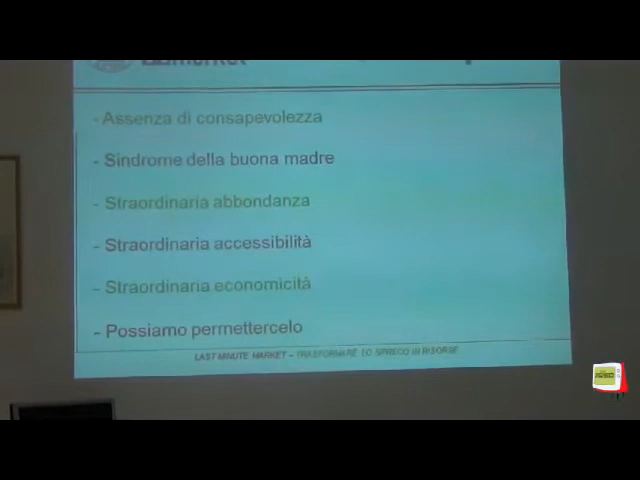 - Assenza di consapevolezza
- Sindrome della buona madre
- Straordinaria abbondanza
- Straordinaria accessibilità
- Straordinaria economicità
- Possiamo permettercelo
LAST MINUTE MARKET – TRASFORMARE LO SPRECO IN RISORSE